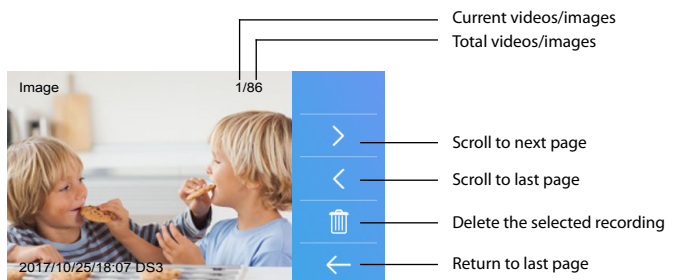 Current videos/images
Total videos/images
Image
1/86
Scroll to next page
Scroll to last page
Delete the selected recording
2017/10/25/18:07 DS3
Return to last page